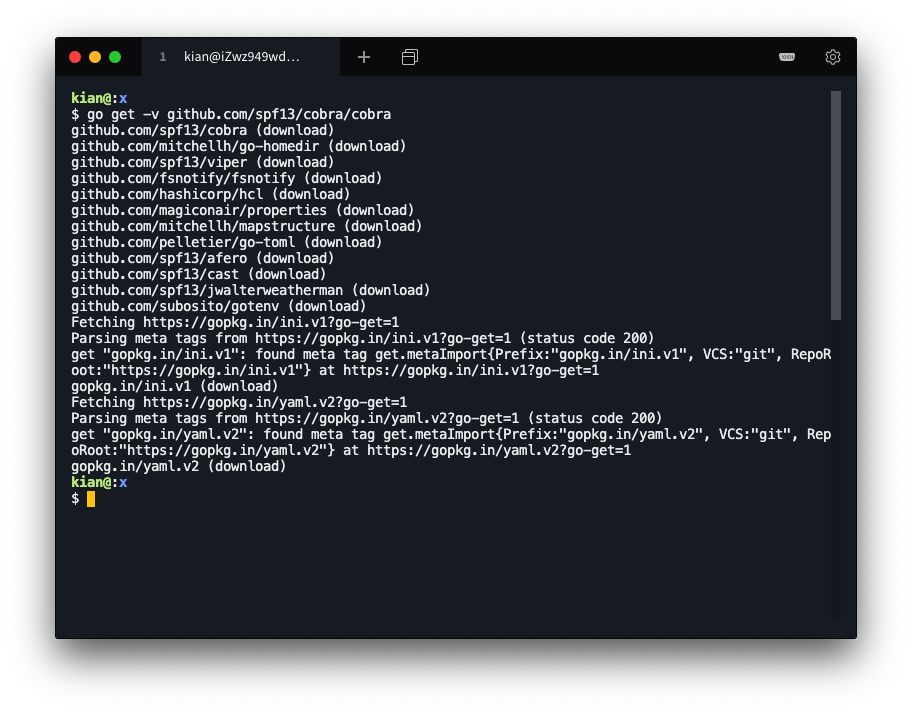 1 kian@iZwz949wd...
kian@:x
$ go get -v github.com/spf13/cobra/cobra
github.com/spf13/cobra (download)
github.com/mitchellh/go-homedir (download)
github.com/spf13/viper (download)
github.com/fsnotify/fsnotify (download)
github.com/hashicorp/hcl (download)
github.com/magiconair/properties (download)
github.com/mitchellh/mapstructure (download)
github.com/pelletier/go-toml (download)
github.com/spf13/afero (download)
github.com/spf13/cast (download)
github.com/spf13/jwalterweatherman (download)
github.com/subosito/gotenv (download)
Fetching https://gopkg.in/ini.v1?go-get=1
Parsing meta tags from https://gopkg.in/ini.v1?go-get=1 (status code 200)
get "gopkg.in/ini.v1": found meta tag get.metaImport{Prefix:"gopkg.in/ini.v1", VCS:"git", RepoR
oot:"https://gopkg.in/ini.v1"} at https://gopkg.in/ini.v1?go-get=1
gopkg.in/ini.v1 (download)
Fetching https://gopkg.in/yaml.v2?go-get=1
Parsing meta tags from https://gopkg.in/yaml.v2?go-get=1 (status code 200)
get "gopkg.in/yaml.v2": found meta tag get.metaImport{Prefix:"gopkg.in/yaml.v2", VCS:"git", Rep
oRoot:"https://gopkg.in/yaml.v2"} at https://gopkg.in/yaml.v2?go-get=1
gopkg.in/yaml.v2 (download)
kian@:x
$